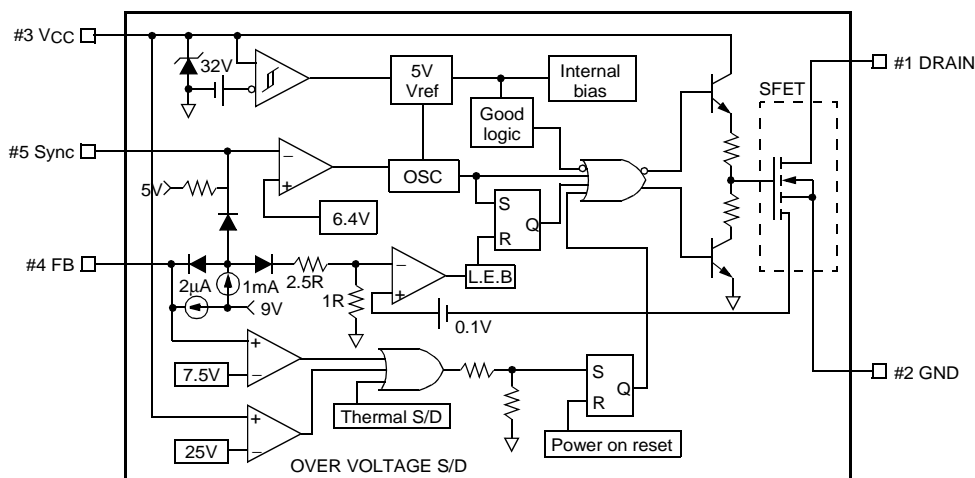 #3 VCC
32V
5V
Vref
Internal
bias
Good
logic
SFET
#1 DRAIN
#5 Sync
5V
−
+
6.4V
OSC
S
R
Q
#4 FB
2μA
1mA
9V
2.5R
1R
−
+
L.E.B
0.1V
+
−
7.5V
Thermal S/D
S
R
Q
#2 GND
+
−
25V
Power on reset
OVER VOLTAGE S/D